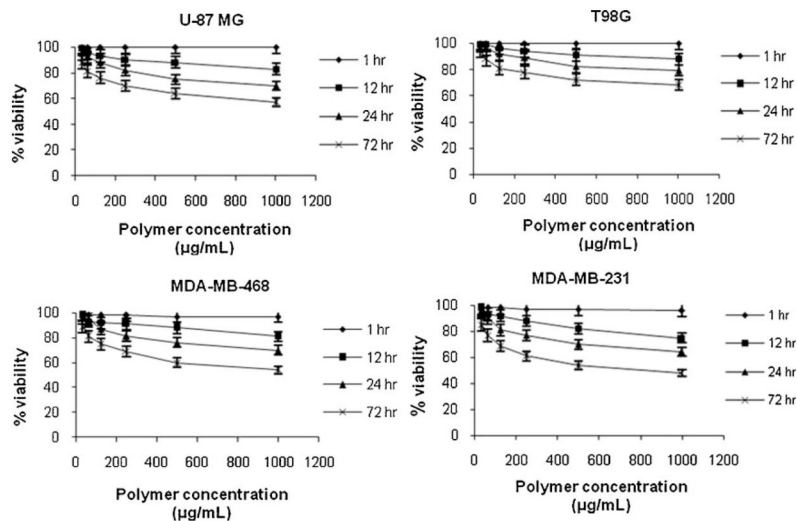 U-87 MG
% viability
100
80
60
40
20
0
0 200 400 600 800 1000 1200
Polymer concentration
(µg/mL)
1 hr
12 hr
24 hr
72 hr
T98G
% viability
100
80
60
40
20
0
0 200 400 600 800 1000 1200
Polymer concentration
(µg/mL)
1 hr
12 hr
24 hr
72 hr
MDA-MB-468
% viability
100
80
60
40
20
0
0 200 400 600 800 1000 1200
Polymer concentration
(µg/mL)
1 hr
12 hr
24 hr
72 hr
MDA-MB-231
% viability
100
80
60
40
20
0
0 200 400 600 800 1000 1200
Polymer concentration
(µg/mL)
1 hr
12 hr
24 hr
72 hr